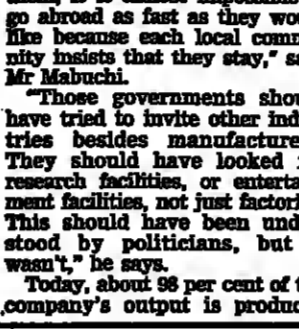 go abroad as fast as they wo
like because each local com
nity insists that they stay," s
Mr Mabuchi.
"Those governments sho
have tried to invite other ind
tries besides manufacture
They should have looked
research facilities, or enterta
ment facilities, not just factori
This should have been und
stood by politicians, but
wasn't," he says.
Today, about 98 per cent of t
company's output is produc